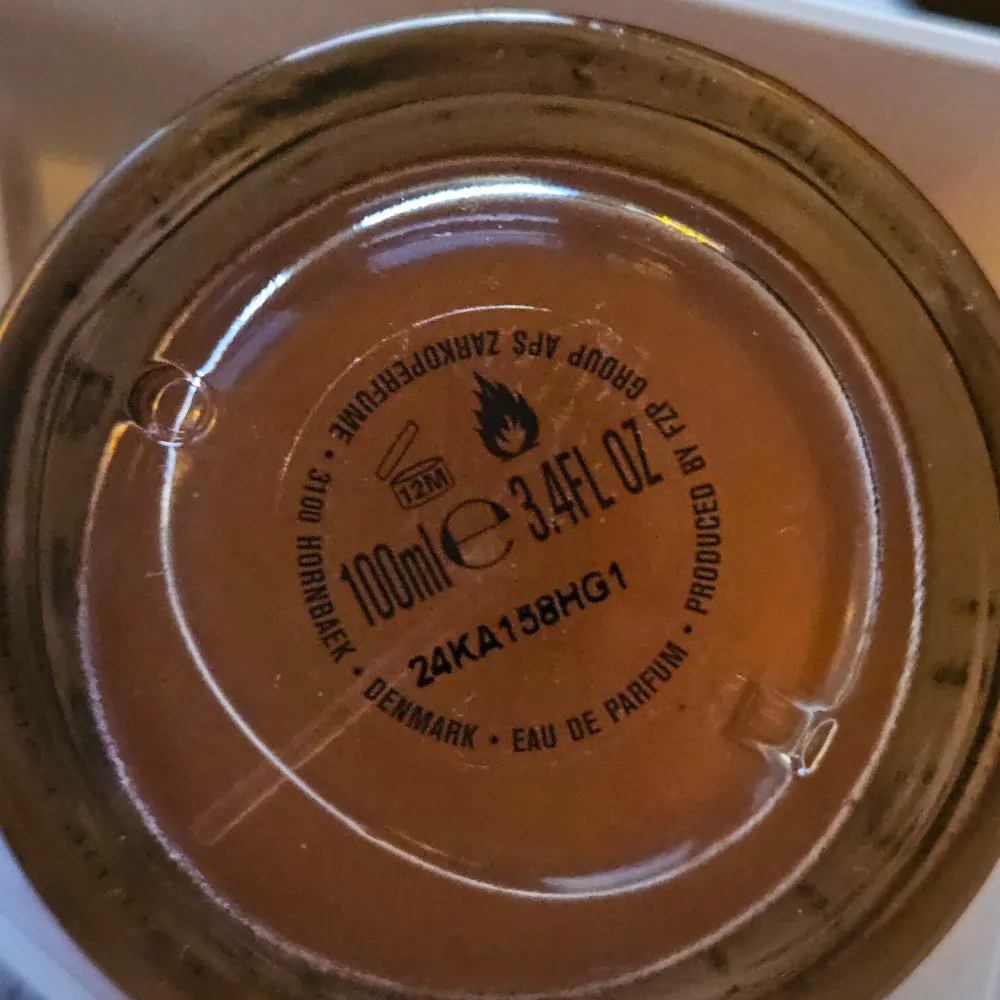 12M
100ml e 3.4FL OZ
24KA158HG1
EAU DE PARFUM • PRODUCED BY FZP GROUP APS ZARKOPERFUME • 3100 HORNBAEK • DENMARK •